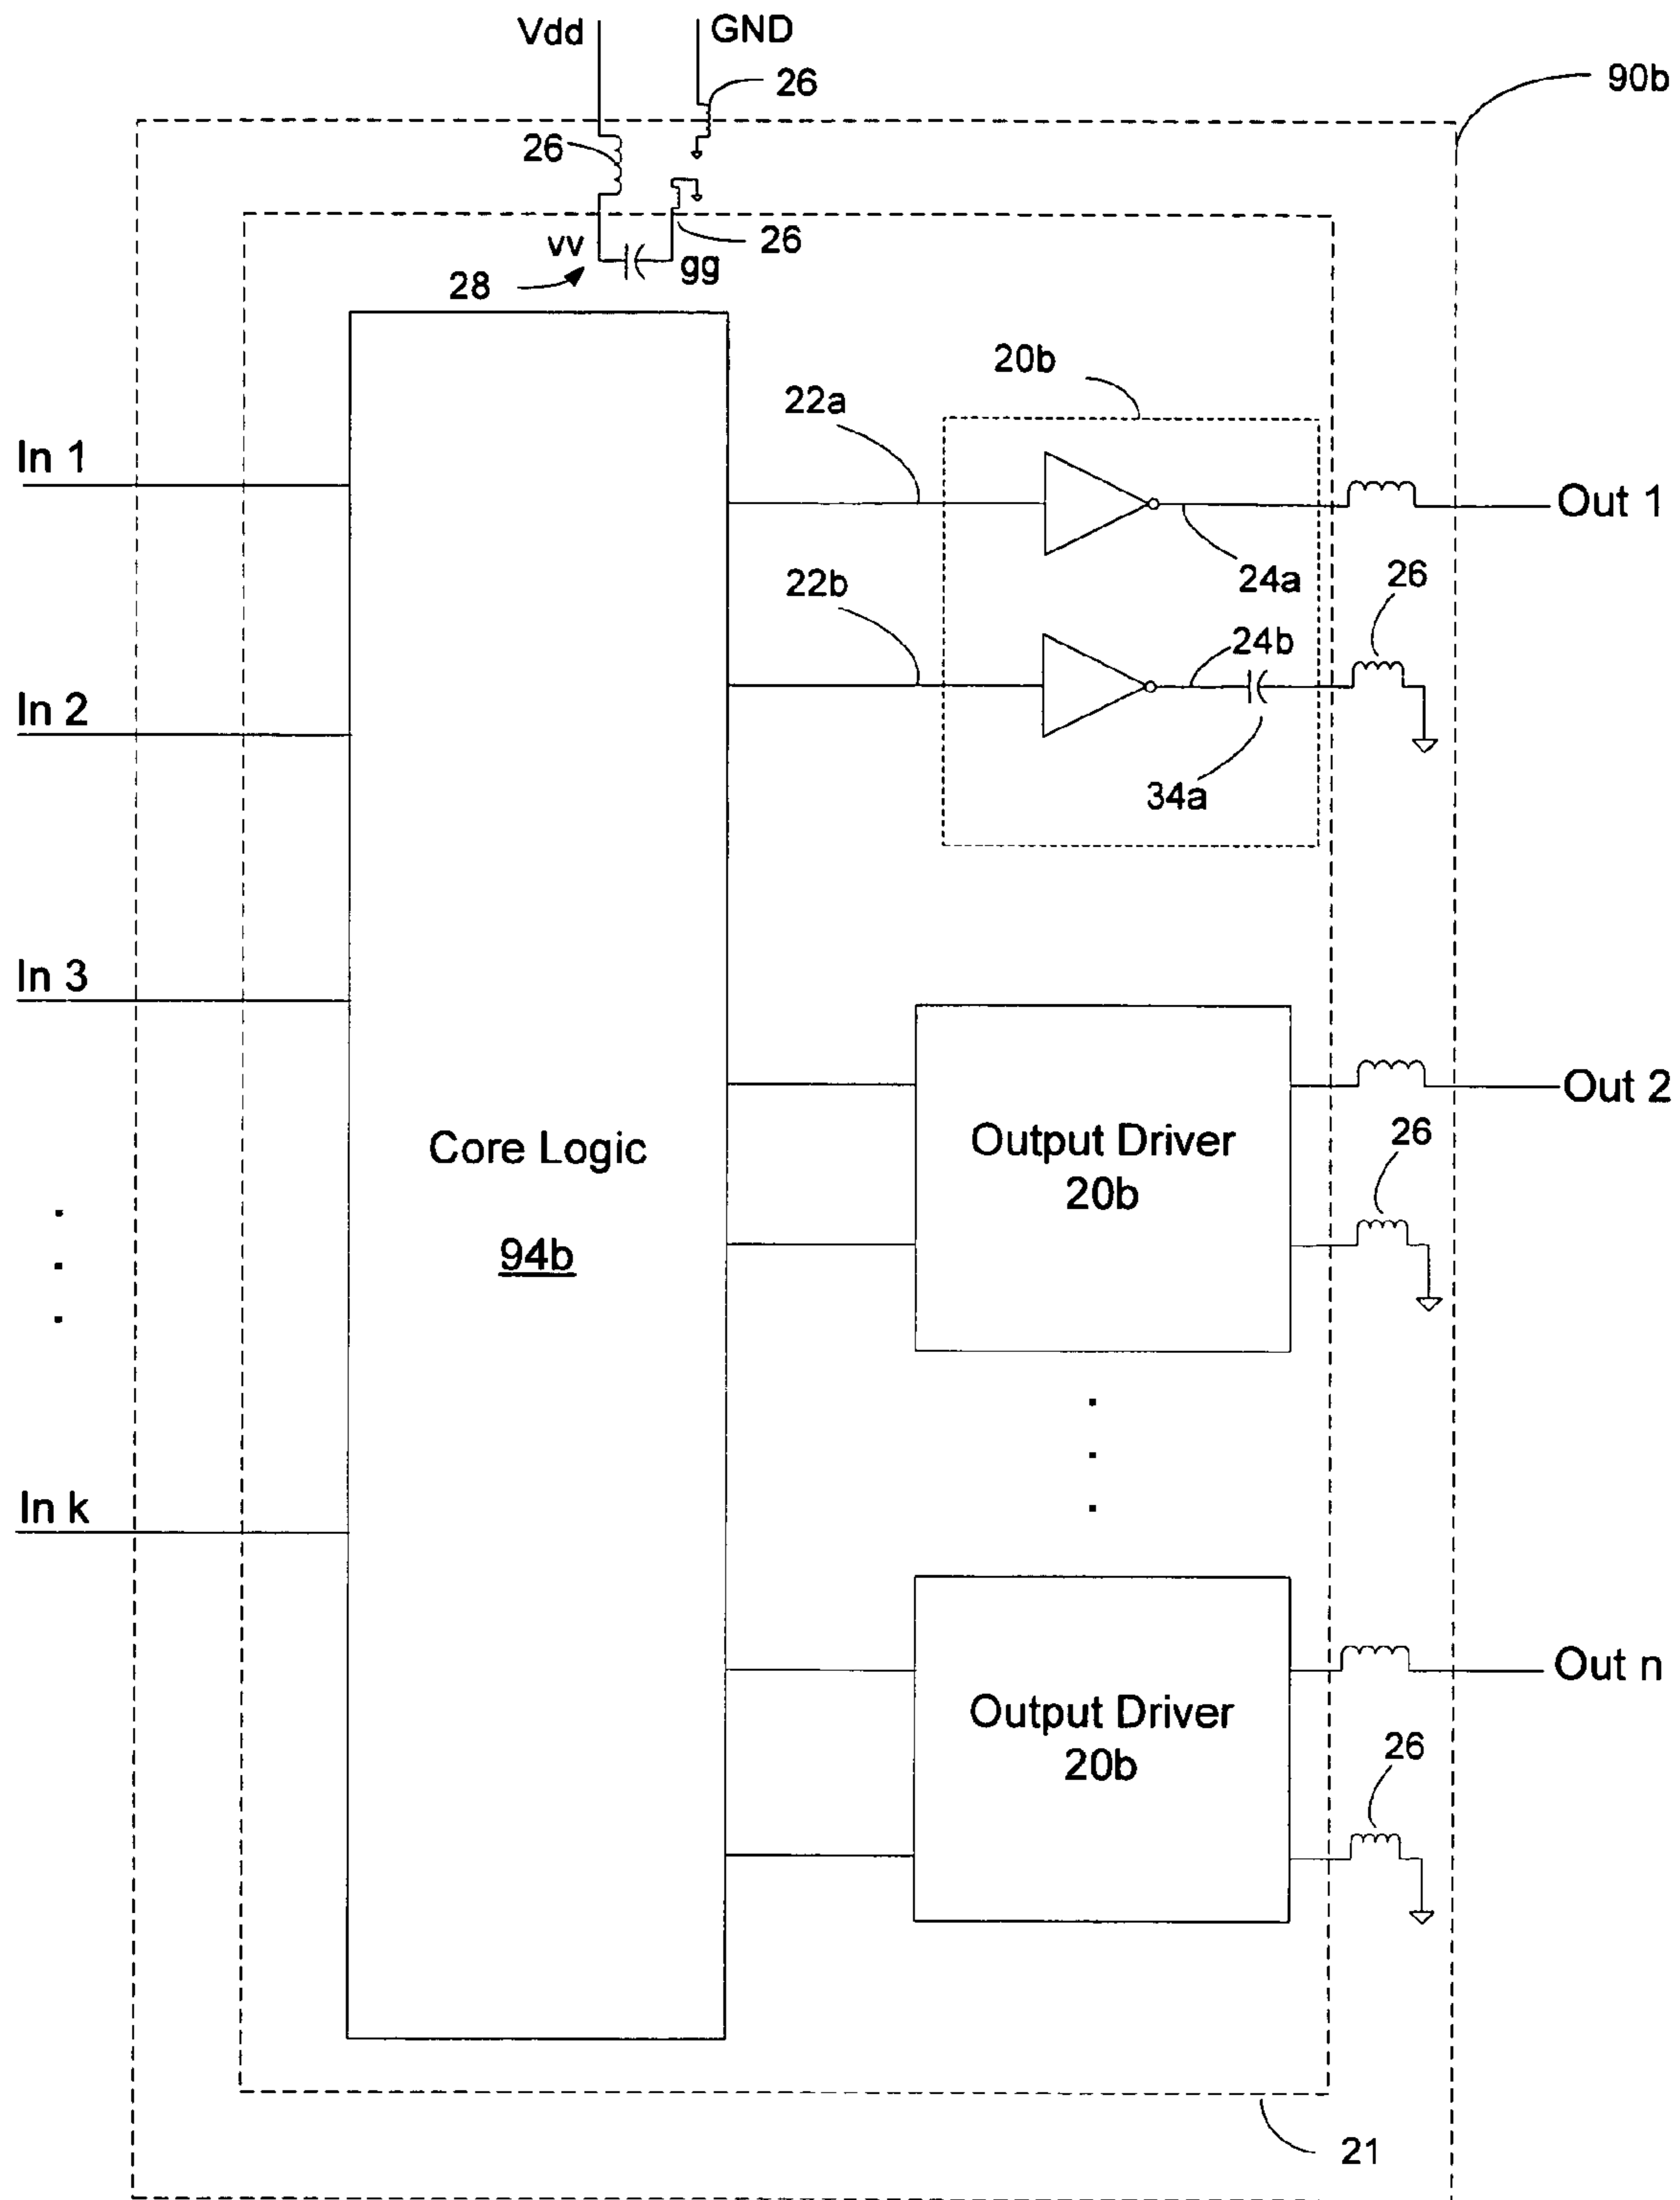 Vdd
GND
26
90b
26
vv
26
gg
28
20b
22a
In 1
Out 1
24a
22b
26
24b
In 2
34a
In 3
Out 2
Output Driver
20b
26
Core Logic
94b
In k
Out n
Output Driver
20b
26
21